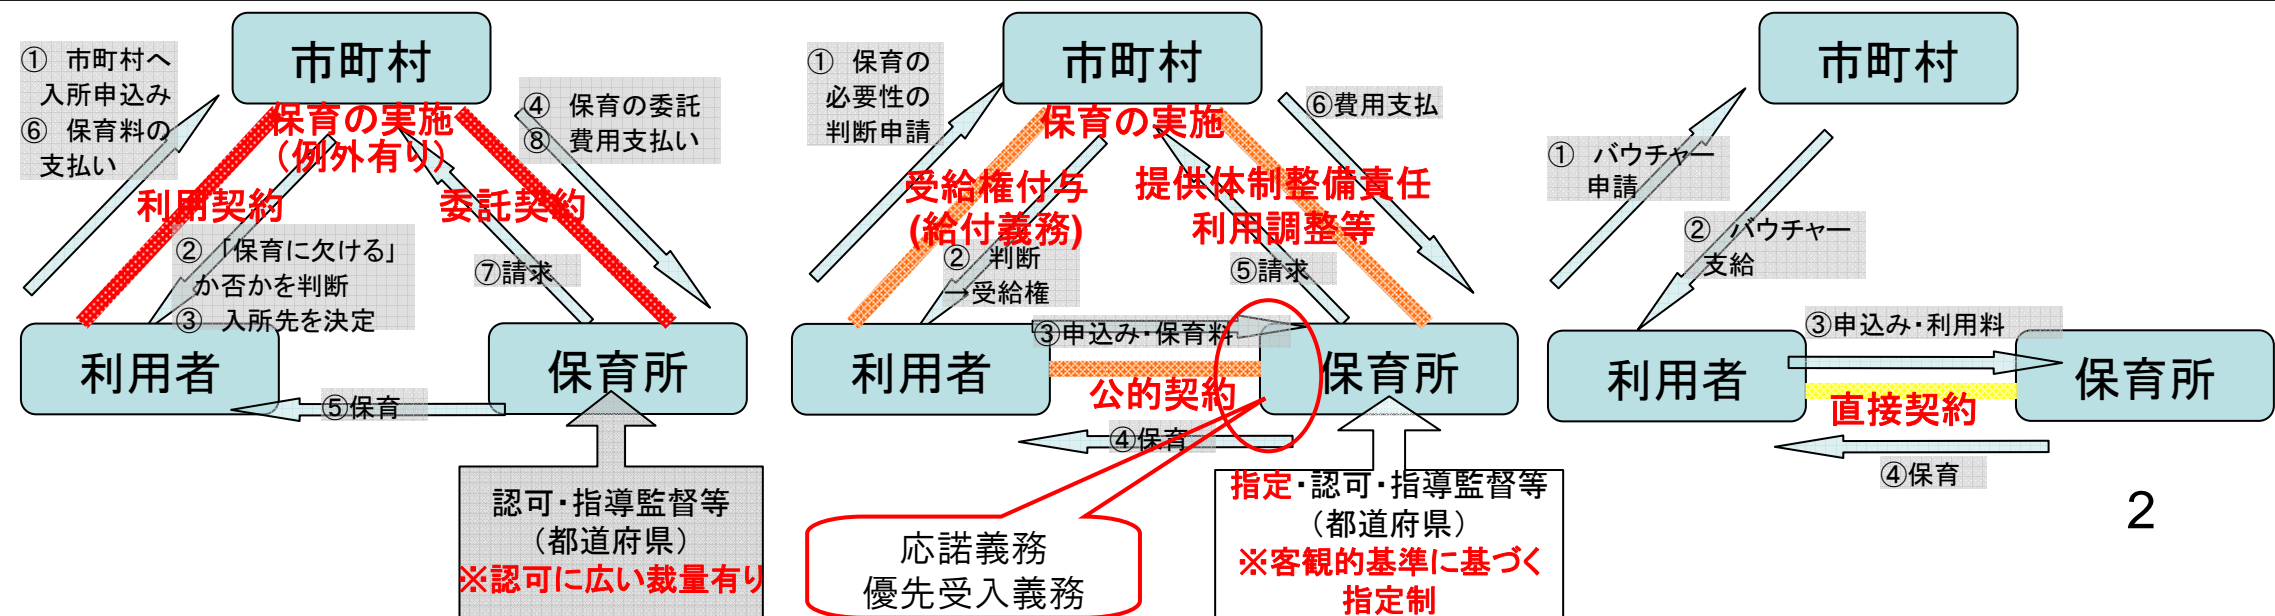 市町村
① 市町村へ
入所申込み
⑥ 保育料の
支払い
保育の実施
(例外有り)
④ 保育の委託
⑧ 費用支払い
利用契約
委託契約
② 「保育に欠ける」
か否かを判断
③ 入所先を決定
⑦請求
利用者
保育所
⑤保育
認可・指導監督等
(都道府県)
※認可に広い裁量有り
市町村
① 保育の
必要性の
判断申請
保育の実施
⑥費用支払
受給権付与
(給付義務)
提供体制整備責任
利用調整等
② 判断
→受給権
⑤請求
③申込み・保育料
利用者
保育所
公的契約
④保育
応諾義務
優先受入義務
指定・認可・指導監督等
(都道府県)
※客観的基準に基づく
指定制
市町村
① バウチャー
申請
② バウチャー
支給
③申込み・利用料
利用者
保育所
直接契約
④保育
2